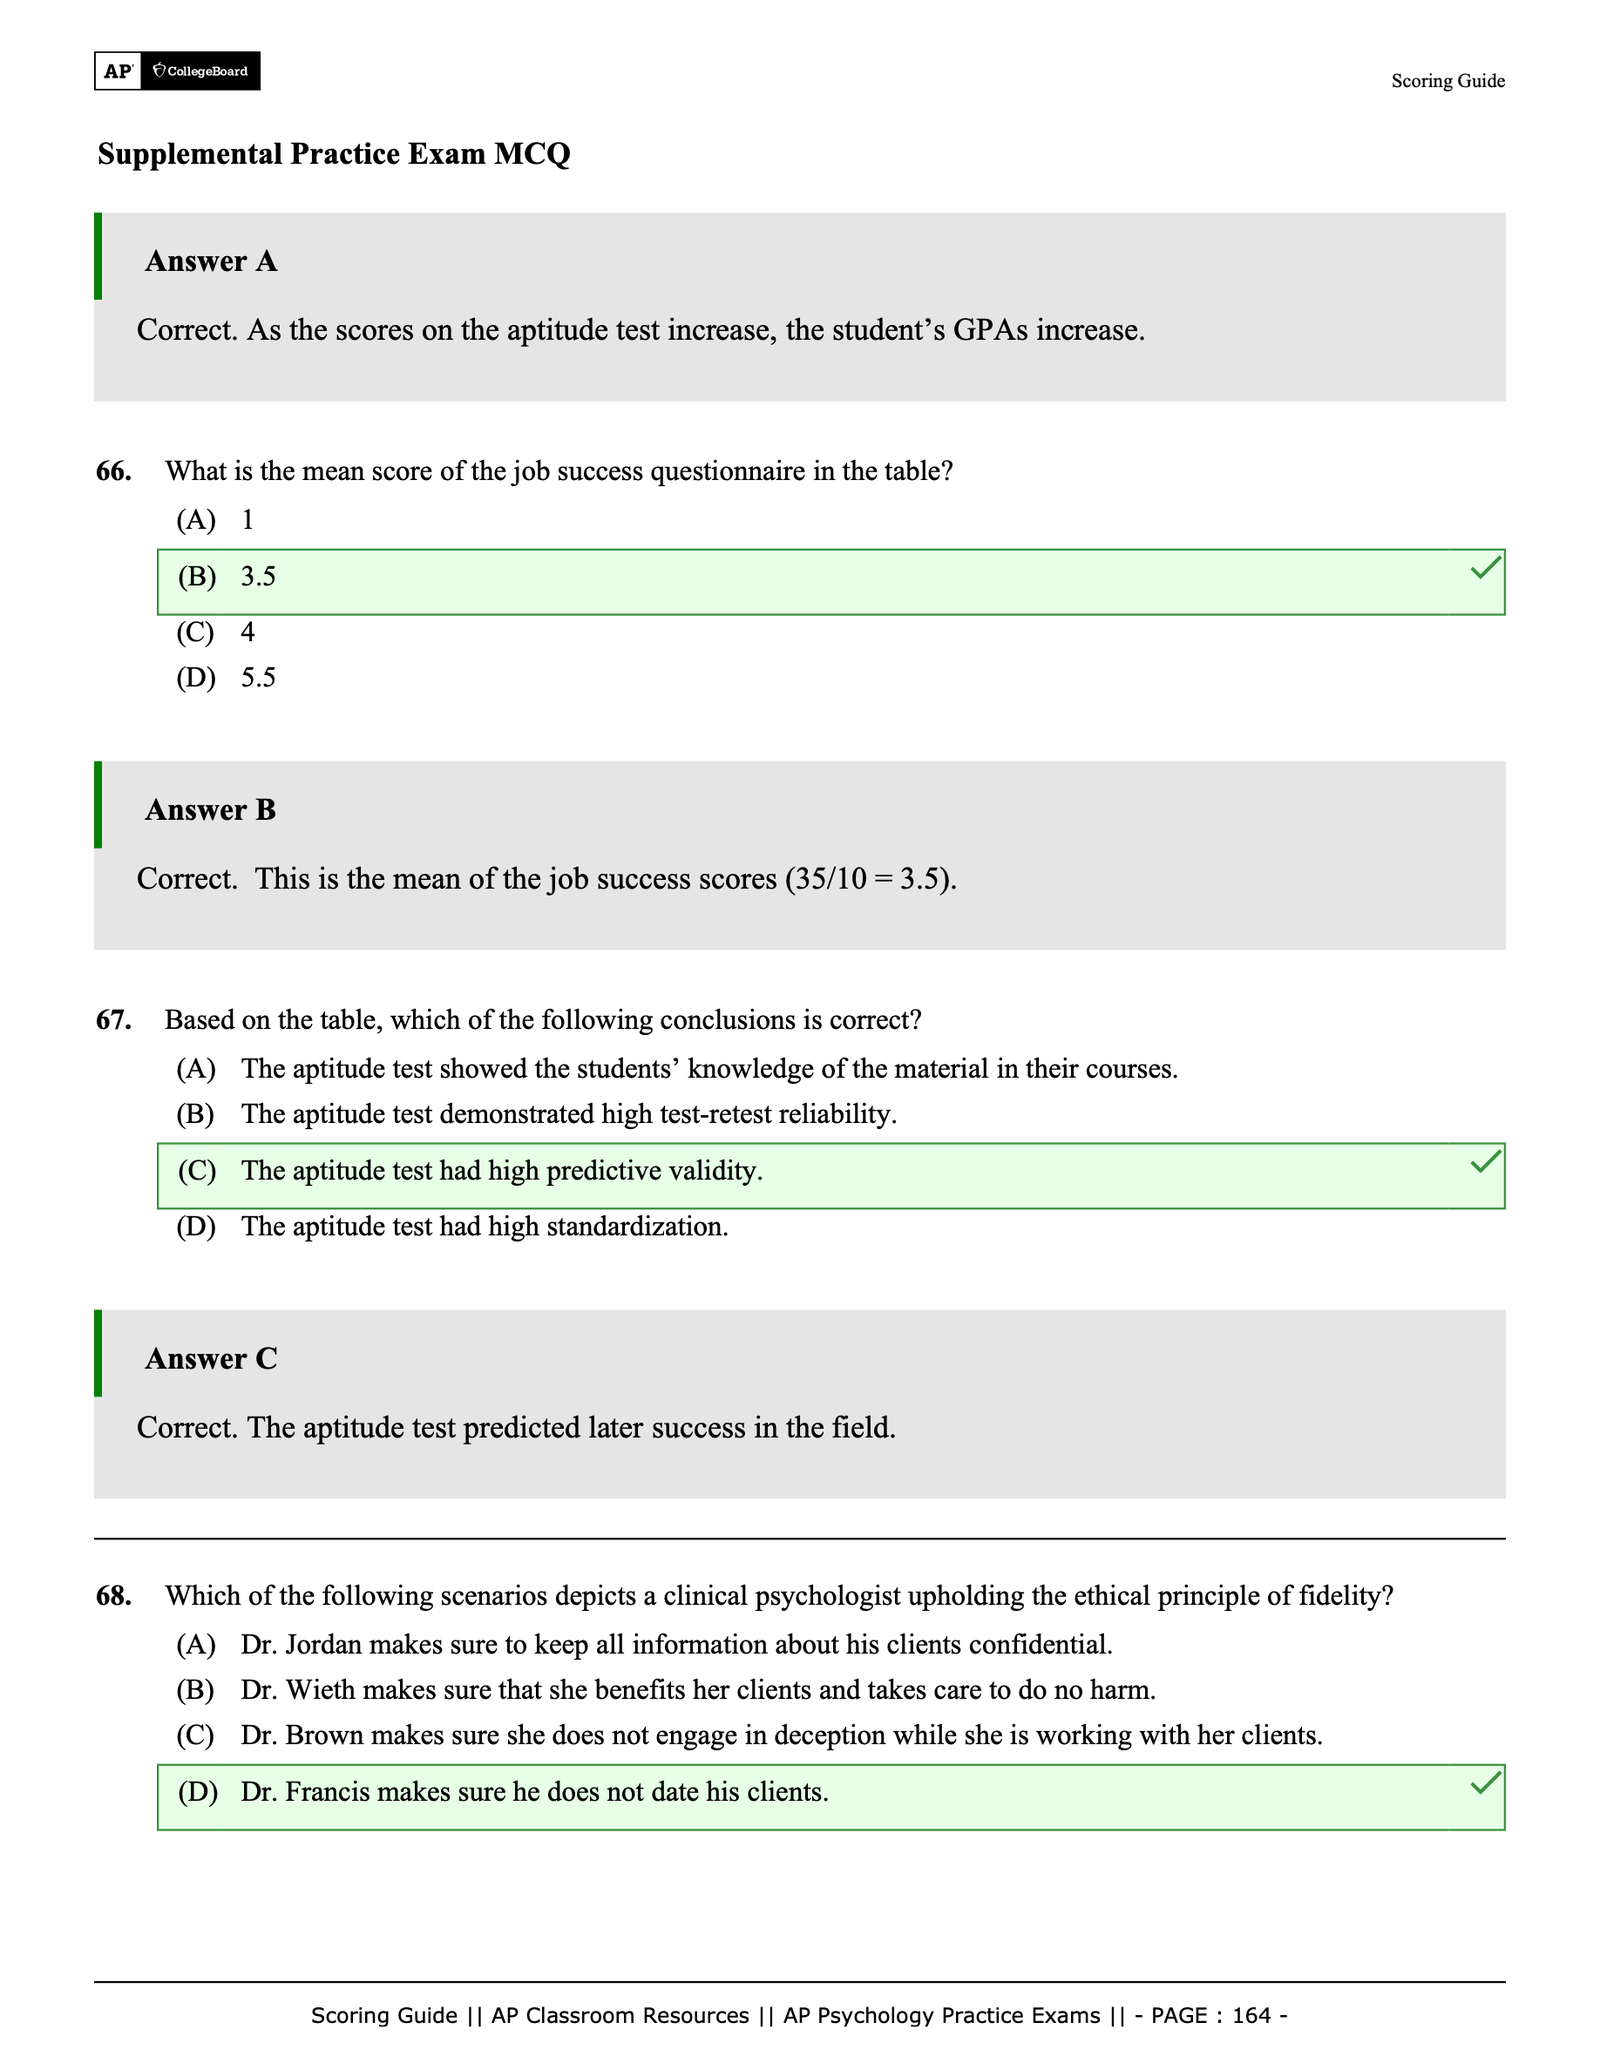 AP CollegeBoard
Scoring Guide
Supplemental Practice Exam MCQ
Answer A
Correct. As the scores on the aptitude test increase, the student’s GPAs increase.
66. What is the mean score of the job success questionnaire in the table?
(A) 1
(B) 3.5
(C) 4
(D) 5.5
Answer B
Correct.  This is the mean of the job success scores (35/10 = 3.5).
67. Based on the table, which of the following conclusions is correct?
(A) The aptitude test showed the students’ knowledge of the material in their courses.
(B) The aptitude test demonstrated high test-retest reliability.
(C) The aptitude test had high predictive validity.
(D) The aptitude test had high standardization.
Answer C
Correct. The aptitude test predicted later success in the field.
68. Which of the following scenarios depicts a clinical psychologist upholding the ethical principle of fidelity?
(A) Dr. Jordan makes sure to keep all information about his clients confidential.
(B) Dr. Wieth makes sure that she benefits her clients and takes care to do no harm.
(C) Dr. Brown makes sure she does not engage in deception while she is working with her clients.
(D) Dr. Francis makes sure he does not date his clients.
Scoring Guide || AP Classroom Resources || AP Psychology Practice Exams || - PAGE : 164 -